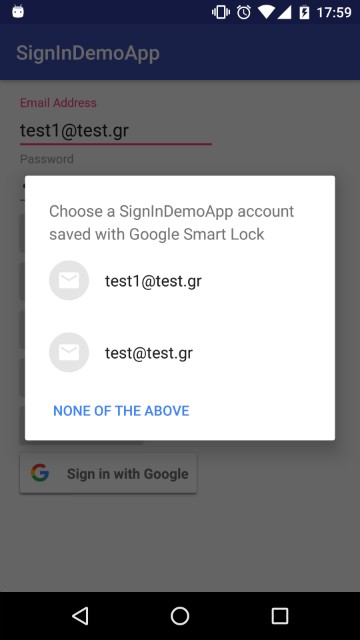 17:59
SignInDemoApp
Email Address
test1@test.gr
Password
Choose a SignInDemoApp account
saved with Google Smart Lock
test1@test.gr
test@test.gr
NONE OF THE ABOVE
Sign in with Google